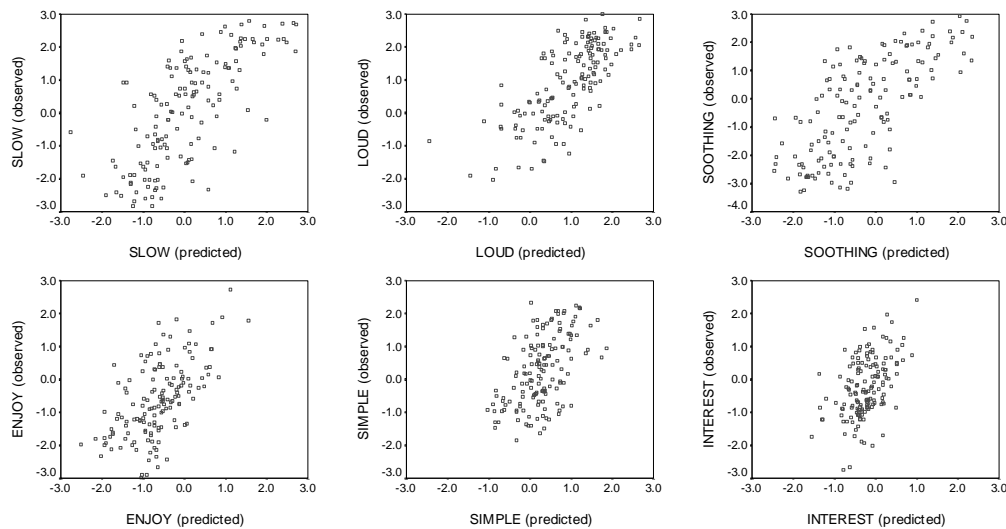 3.0
2.0
1.0
0.0
-1.0
-2.0
-3.0
SLOW (observed)
-3.0 -2.0 -1.0 0.0 1.0 2.0 3.0
SLOW (predicted)
3.0
2.0
1.0
0.0
-1.0
-2.0
-3.0
LOUD (observed)
-3.0 -2.0 -1.0 0.0 1.0 2.0 3.0
LOUD (predicted)
3.0
2.0
1.0
0.0
-1.0
-2.0
-3.0
-4.0
SOOTHING (observed)
-3.0 -2.0 -1.0 0.0 1.0 2.0 3.0
SOOTHING (predicted)
3.0
2.0
1.0
0.0
-1.0
-2.0
-3.0
ENJOY (observed)
-3.0 -2.0 -1.0 0.0 1.0 2.0 3.0
ENJOY (predicted)
3.0
2.0
1.0
0.0
-1.0
-2.0
-3.0
SIMPLE (observed)
-3.0 -2.0 -1.0 0.0 1.0 2.0 3.0
SIMPLE (predicted)
3.0
2.0
1.0
0.0
-1.0
-2.0
-3.0
INTEREST (observed)
-3.0 -2.0 -1.0 0.0 1.0 2.0 3.0
INTEREST (predicted)